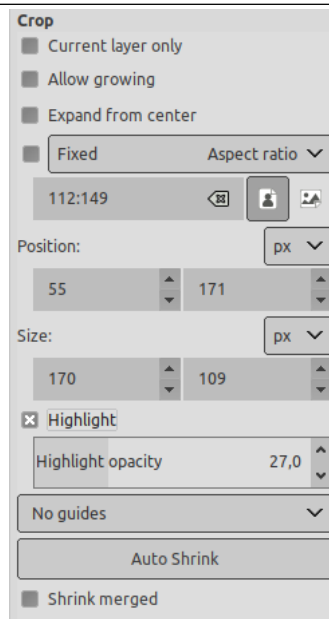 Crop
Current layer only
Allow growing
Expand from center
Fixed Aspect ratio
112:149
Position: px
55 171
Size: px
170 109
Highlight
Highlight opacity 27,0
No guides
Auto Shrink
Shrink merged